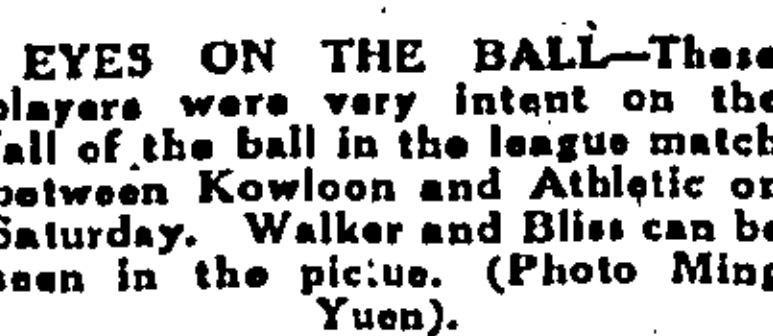 EYES ON THE BALL—These
players were very intent on the
fall of the ball in the league match
between Kowloon and Athletic on
Saturday. Walker and Bliss can be
seen in the pictue. (Photo Ming
Yuen).